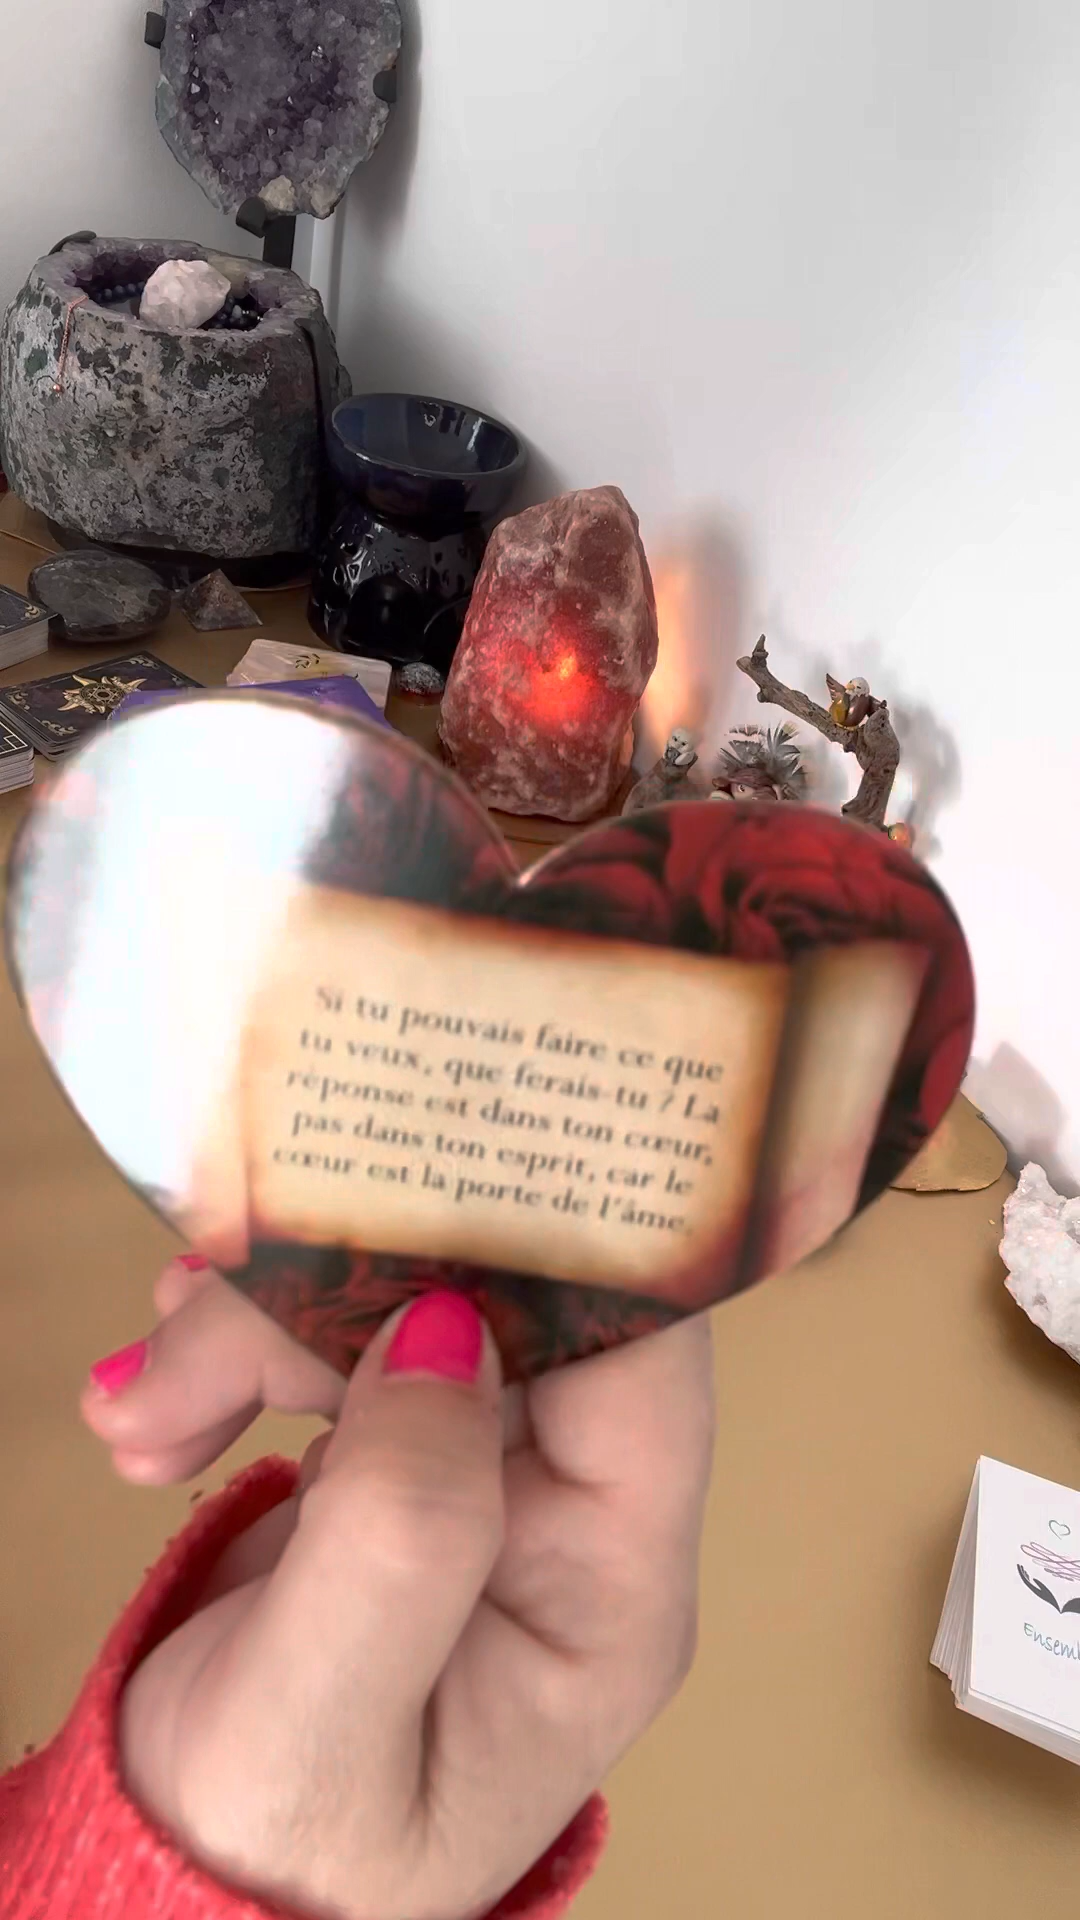 Si tu pouvais faire ce que
tu veux, que ferais-tu ? La
réponse est dans ton cœur,
pas dans ton esprit, car le
cœur est la porte de l'âme.